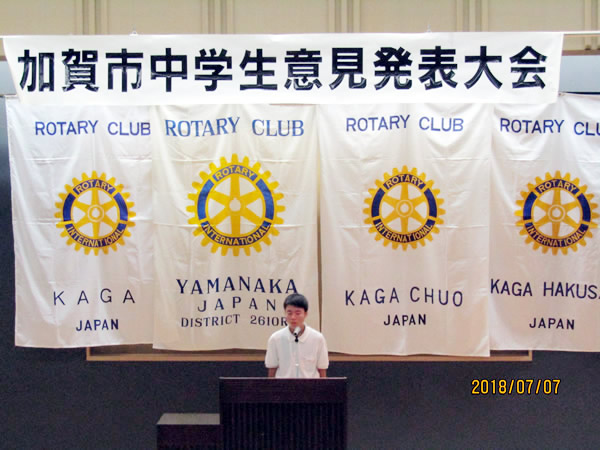 加賀市中学生意見発表大会
ROTARY CLUB
ROTARY
INTERNATIONAL
KAGA
JAPAN
ROTARY CLUB
ROTARY
INTERNATIONAL
YAMANAKA
JAPAN
DISTRICT 2610
ROTARY CLUB
ROTARY
INTERNATIONAL
KAGA CHUO
JAPAN
ROTARY CLU
ROTARY
INTERNATIONAL
KAGA HAKUSA
JAPAN
2018/07/07